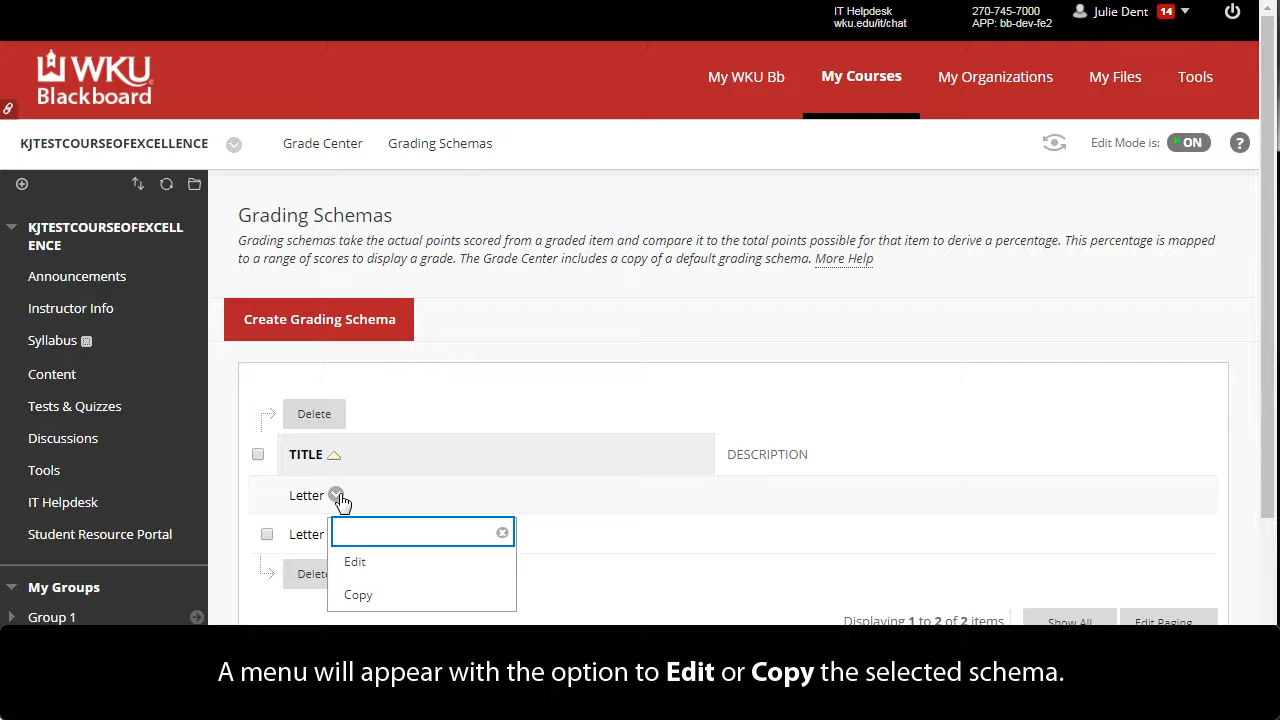 IT Helpdesk
wku.edu/it/chat
270-745-7000
APP: bb-dev-fe2
Julie Dent 14
WKU
Blackboard
My WKU Bb My Courses My Organizations My Files Tools
KJTESTCOURSEOFEXCELLENCE Grade Center Grading Schemas Edit Mode is: ON ?
KJTESTCOURSEOFEXCELL
ENCE
Announcements
Instructor Info
Syllabus
Content
Tests & Quizzes
Discussions
Tools
IT Helpdesk
Student Resource Portal
My Groups
Group 1
Grading Schemas
Grading schemas take the actual points scored from a graded item and compare it to the total points possible for that item to derive a percentage. This percentage is mapped
to a range of scores to display a grade. The Grade Center includes a copy of a default grading schema. More Help
Create Grading Schema
Delete
TITLE DESCRIPTION
Letter
Letter
Delete
Edit
Copy
Displaying 1 to 2 of 2 items Show All Edit Paging...
A menu will appear with the option to Edit or Copy the selected schema.